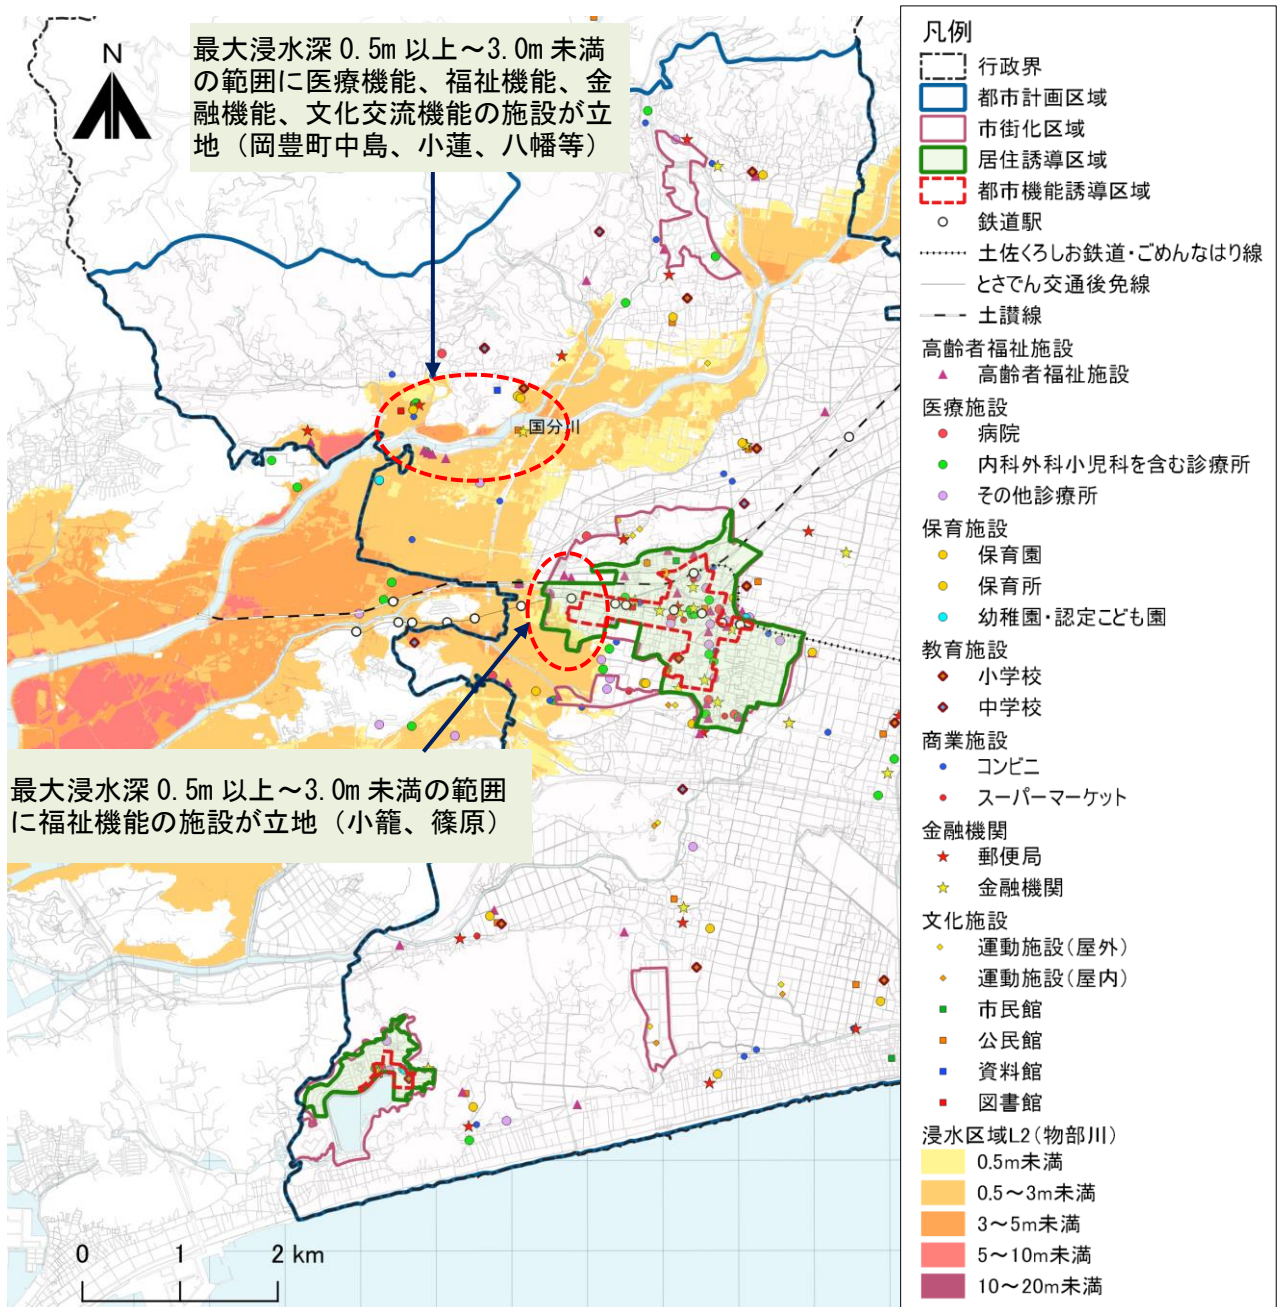 最大浸水深 0.5m 以上～3.0m 未満
の範囲に医療機能、福祉機能、金
融機能、文化交流機能の施設が立
地（岡豊町中島、小蓮、八幡等）
N
国分川
最大浸水深 0.5m 以上～3.0m 未満の範囲
に福祉機能の施設が立地（小籠、篠原）
0 1 2 km
凡例
行政界
都市計画区域
市街化区域
居住誘導区域
都市機能誘導区域
鉄道駅
土佐くろしお鉄道・ごめんなはり線
とさでん交通後免線
土讃線
高齢者福祉施設
高齢者福祉施設
医療施設
病院
内科外科小児科を含む診療所
その他診療所
保育施設
保育園
保育所
幼稚園・認定こども園
教育施設
小学校
中学校
商業施設
コンビニ
スーパーマーケット
金融機関
郵便局
金融機関
文化施設
運動施設(屋外)
運動施設(屋内)
市民館
公民館
資料館
図書館
浸水区域L2(物部川)
0.5m未満
0.5～3m未満
3～5m未満
5～10m未満
10～20m未満